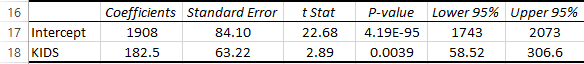 16 Coefficients Standard Error t Stat P-value Lower 95% Upper 95%
17 Intercept 1908 84.10 22.68 4.19E-95 1743 2073
18 KIDS 182.5 63.22 2.89 0.0039 58.52 306.6